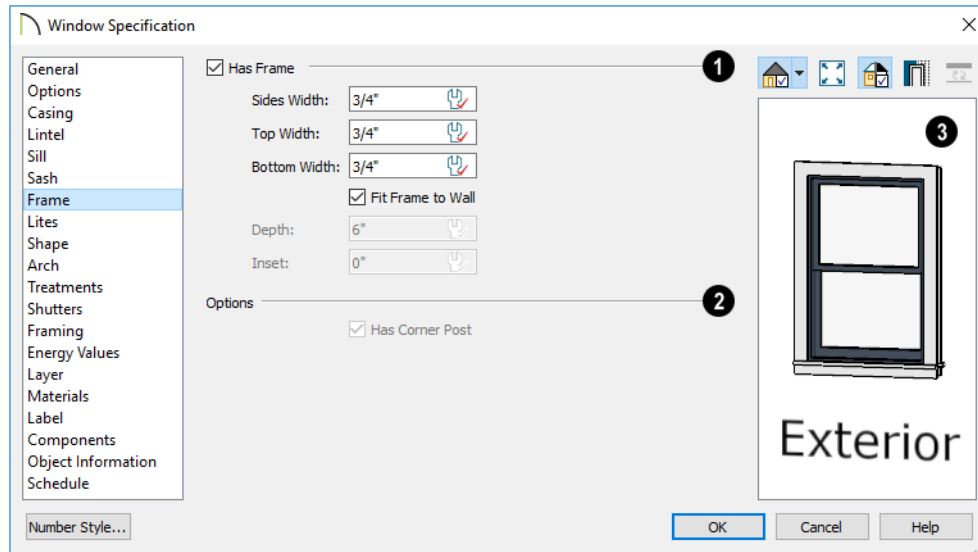 Window Specification
General
Options
Casing
Lintel
Sill
Sash
Frame
Lites
Shape
Arch
Treatments
Shutters
Framing
Energy Values
Layer
Materials
Label
Components
Object Information
Schedule
Has Frame
1
Sides Width: 3/4"
Top Width: 3/4"
Bottom Width: 3/4"
Fit Frame to Wall
Depth: 6"
Inset: 0"
Options
2
Has Corner Post
3
Exterior
Number Style...
OK
Cancel
Help